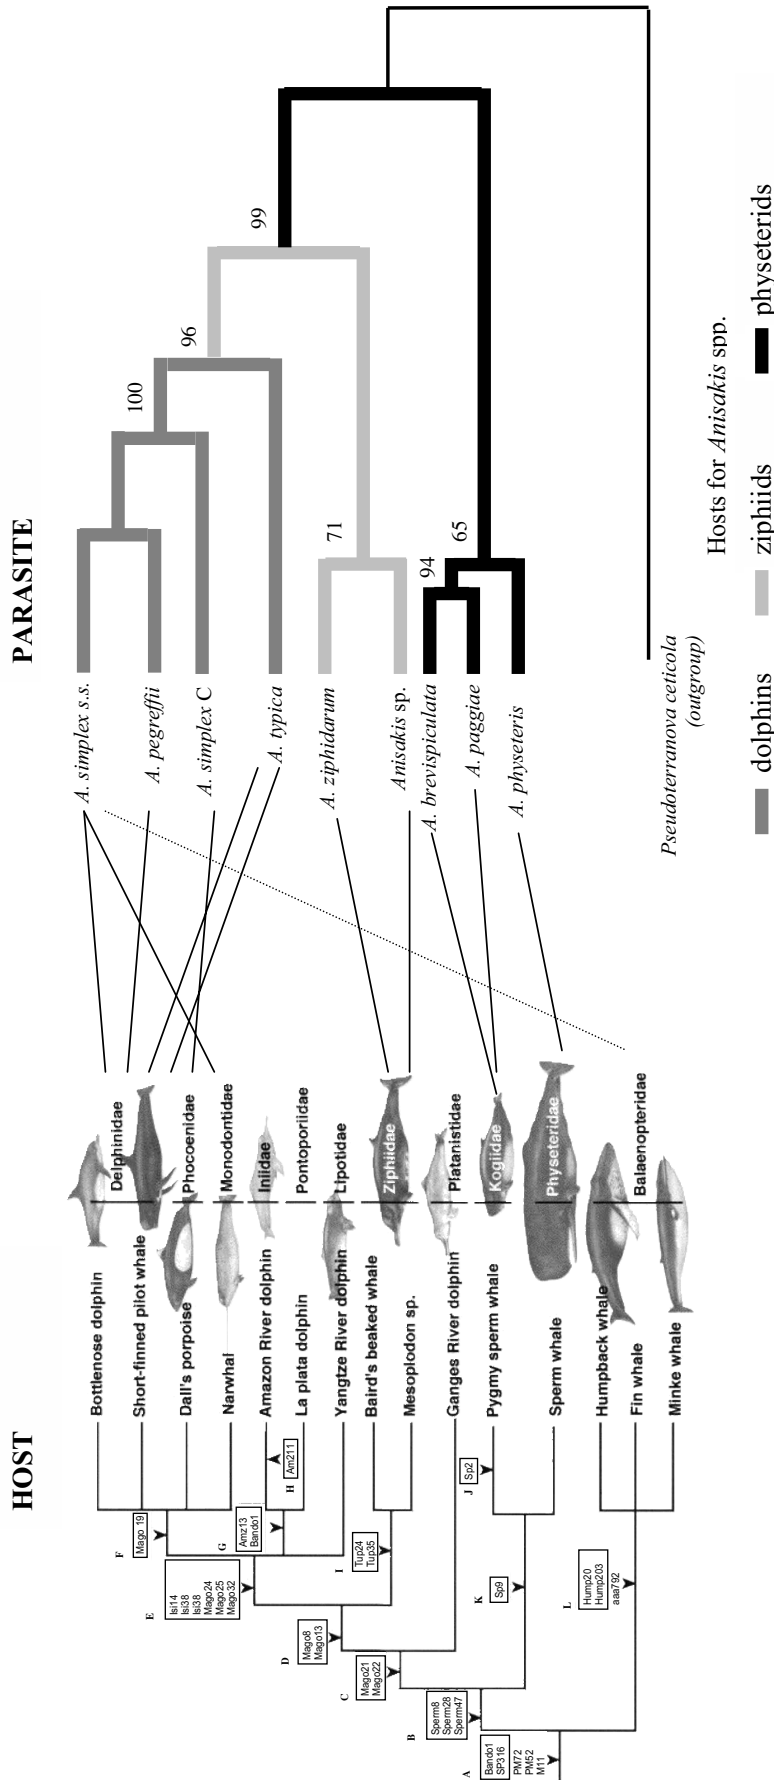 HOST
PARASITE
Bottlenose dolphin
Short-finned pilot whale
Dall's porpoise
Narwhal
Amazon River dolphin
La plata dolphin
Yangtze River dolphin
Baird's beaked whale
Mesoplodon sp.
Ganges River dolphin
Pygmy sperm whale
Sperm whale
Humpback whale
Fin whale
Minke whale
Delphinidae
Phocoenidae
Monodontidae
Iniidae
Pontoporiidae
Lipotidae
Ziphiidae
Platanistidae
Kogiidae
Physeteridae
Balaenopteridae
F
Mago 19
E
Isi14
Isi38
Isi38
Mago24
Mago25
Mago32
G
Amz13
Bando1
H
Am211
I
Tup24
Tup35
D
Mago8
Mago13
C
Mago21
Mago22
J
Sp2
K
Sp9
B
Sperm8
Sperm28
Sperm47
L
Hump20
Hump203
aaa792
A
Bando1
SP316
PM72
PM52
M11
A. simplex s.s.
A. pegreffii
A. simplex C
A. typica
A. ziphidarum
Anisakis sp.
A. brevispiculata
A. paggiae
A. physeteris
Pseudoterranova ceticola
(outgroup)
100
96
99
71
94
65
Hosts for Anisakis spp.
dolphins
ziphiids
physeterids